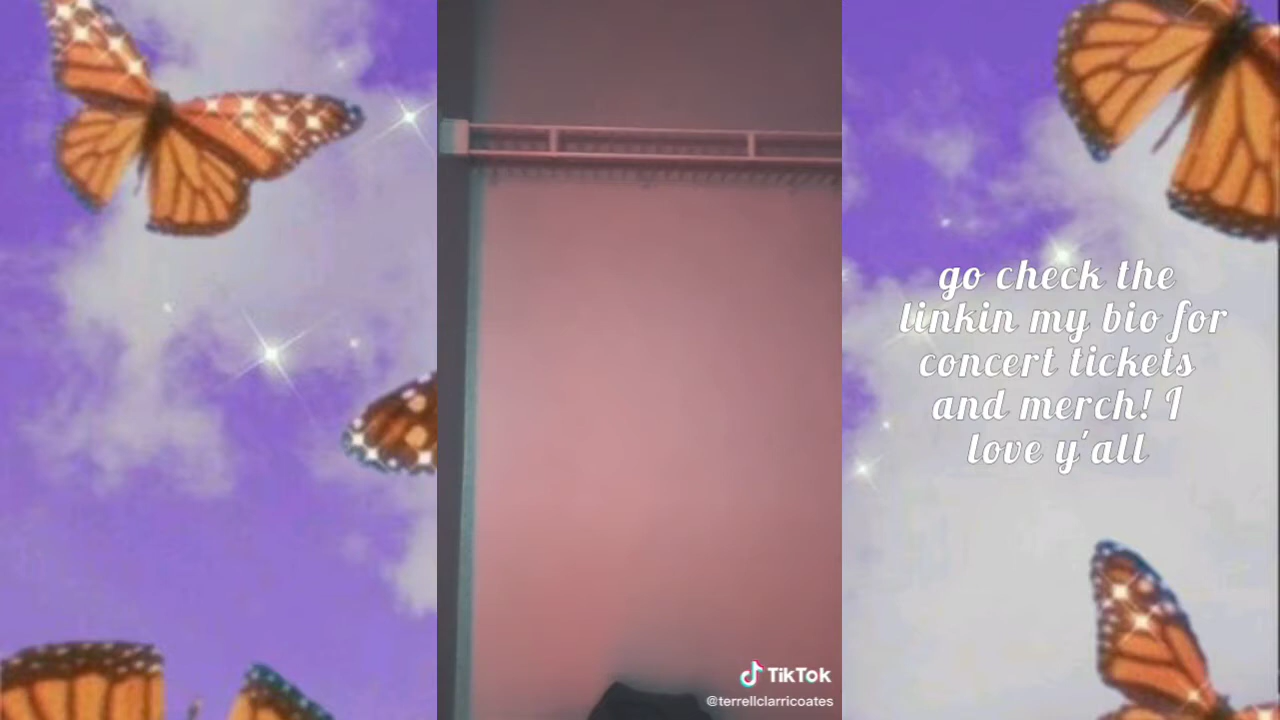 go check the
linkin my bio for
concert tickets
and merch! I
love y'all
TikTok
@terrellclarricoates